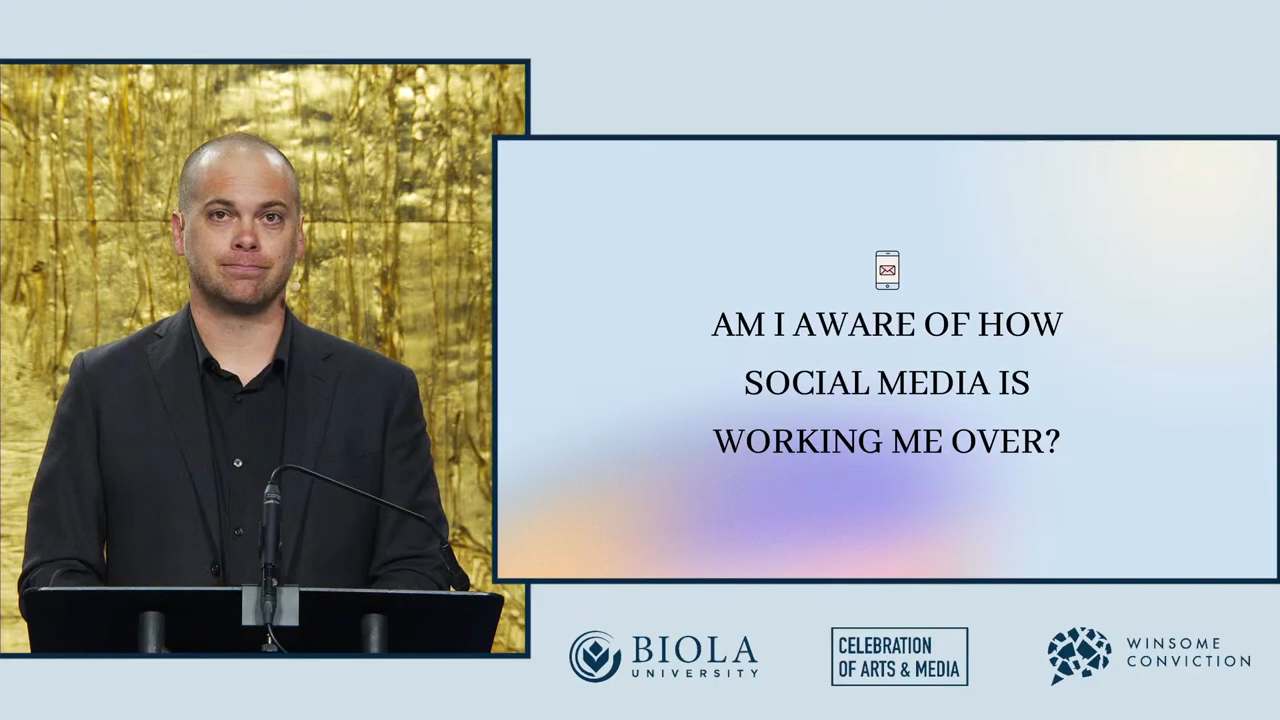 AM I AWARE OF HOW
SOCIAL MEDIA IS
WORKING ME OVER?
BIOLA
UNIVERSITY
CELEBRATION
OF ARTS & MEDIA
WINSOME
CONVICTION